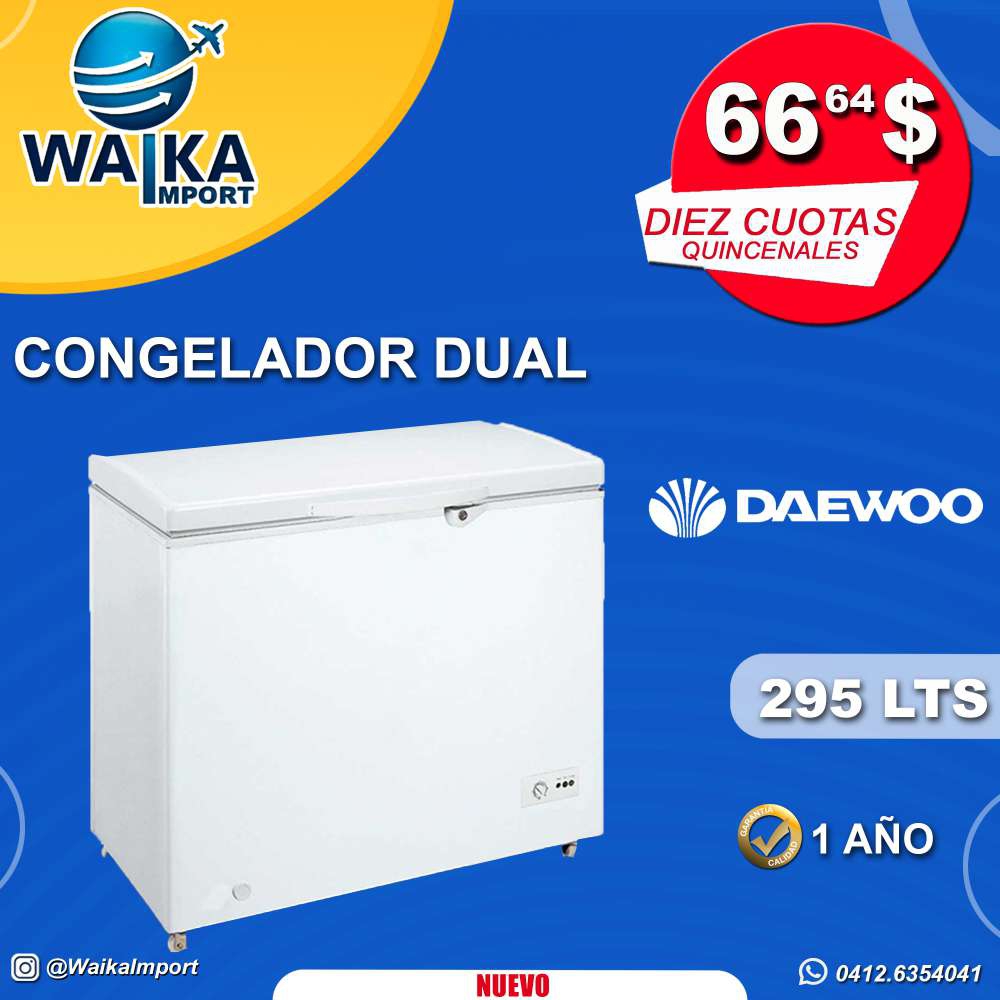 WAIKA
IMPORT
66 64 $
DIEZ CUOTAS
QUINCENALES
CONGELADOR DUAL
DAEWOO
295 LTS
GARANTIA
CALIDAD
1 AÑO
@WaikaImport
NUEVO
0412.6354041